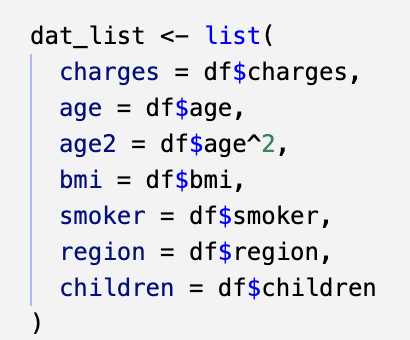 dat_list <- list(
charges = df$charges,
age = df$age,
age2 = df$age^2,
bmi = df$bmi,
smoker = df$smoker,
region = df$region,
children = df$children
)